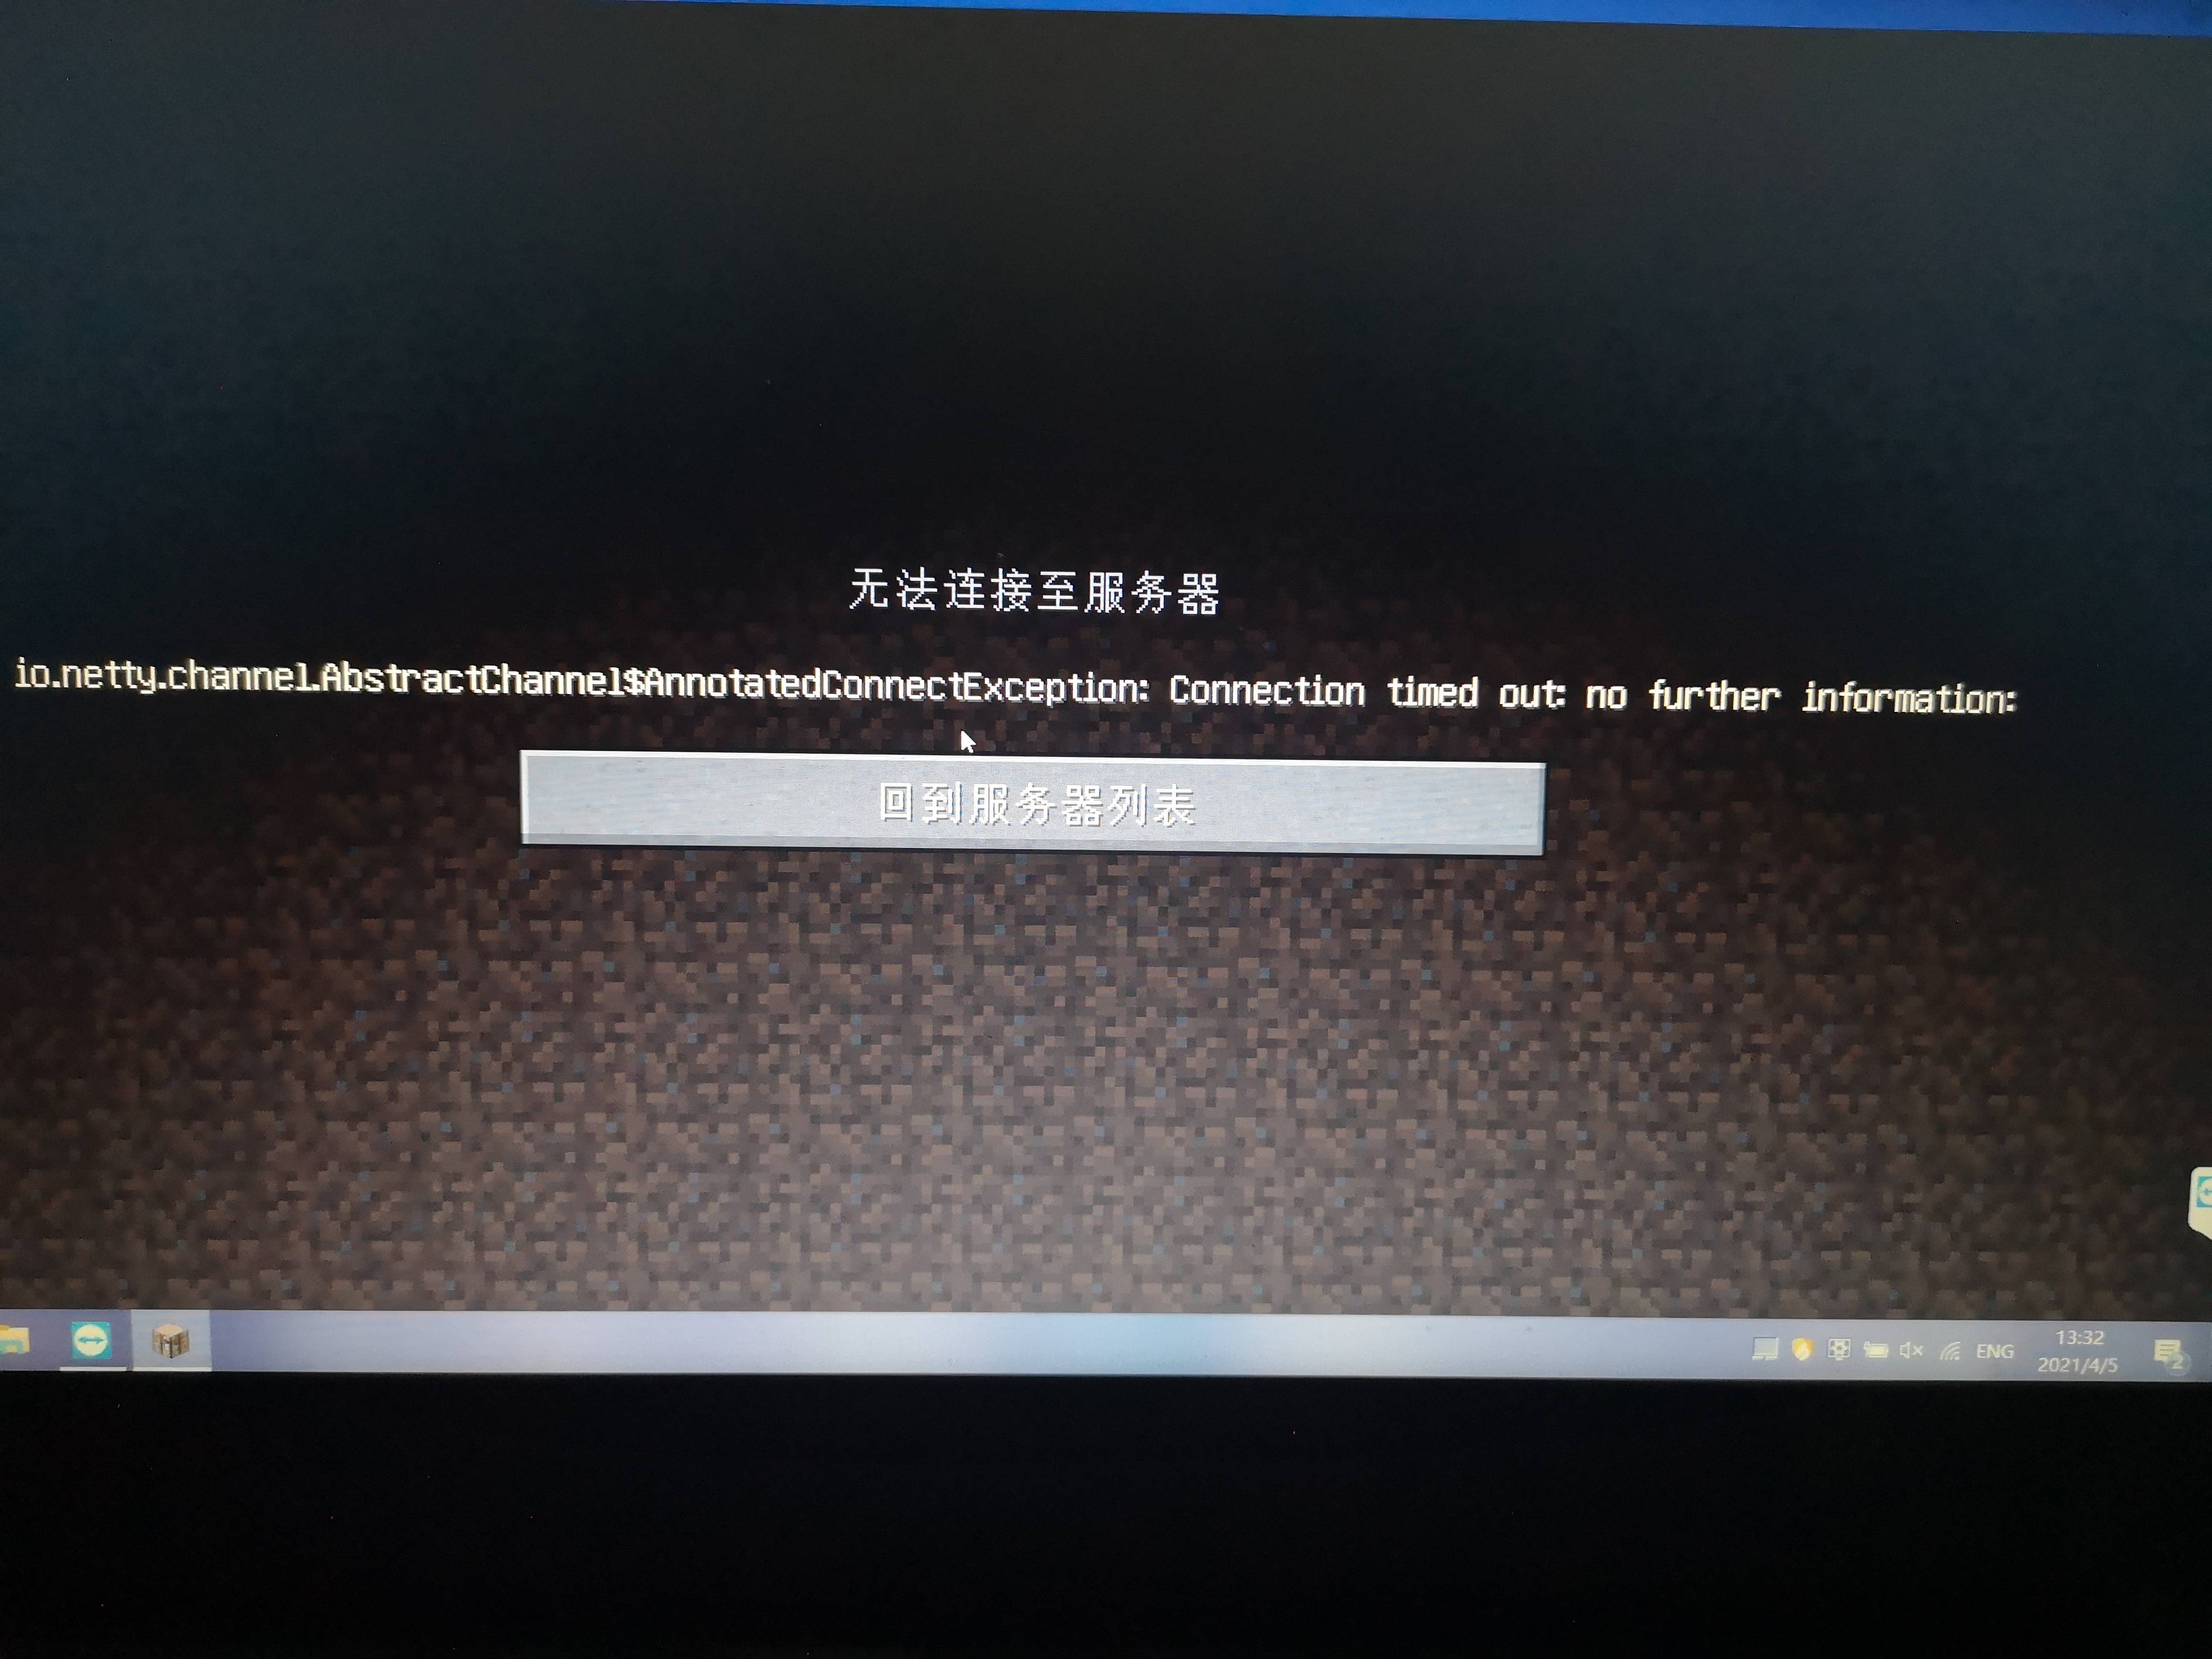 无法连接至服务器
io.netty.channel.AbstractChannel$AnnotatedConnectException: Connection timed out: no further information:
回到服务器列表
ENG
13:32
2021/4/5
2